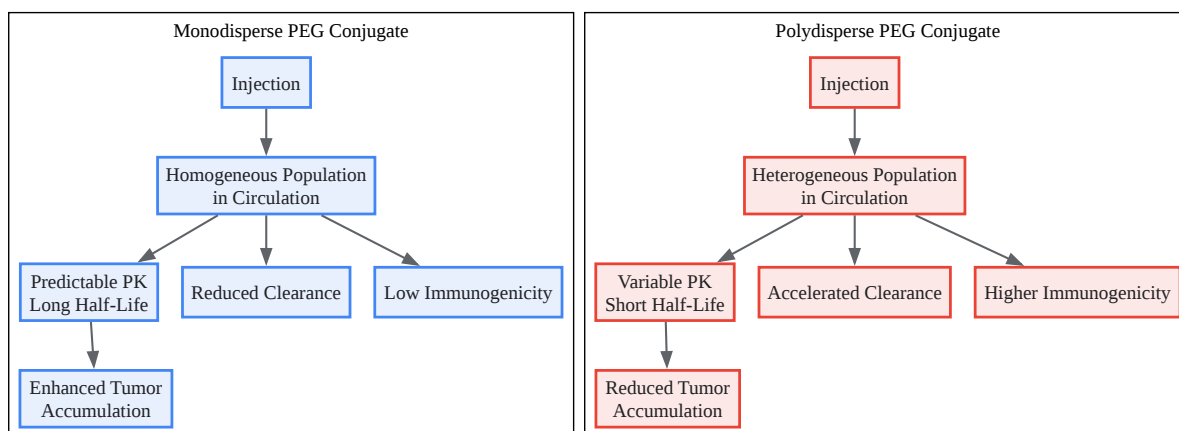 Monodisperse PEG Conjugate
Injection
Homogeneous Population
in Circulation
Predictable PK
Long Half-Life
Reduced Clearance
Low Immunogenicity
Enhanced Tumor
Accumulation
Polydisperse PEG Conjugate
Injection
Heterogeneous Population
in Circulation
Variable PK
Short Half-Life
Accelerated Clearance
Higher Immunogenicity
Reduced Tumor
Accumulation